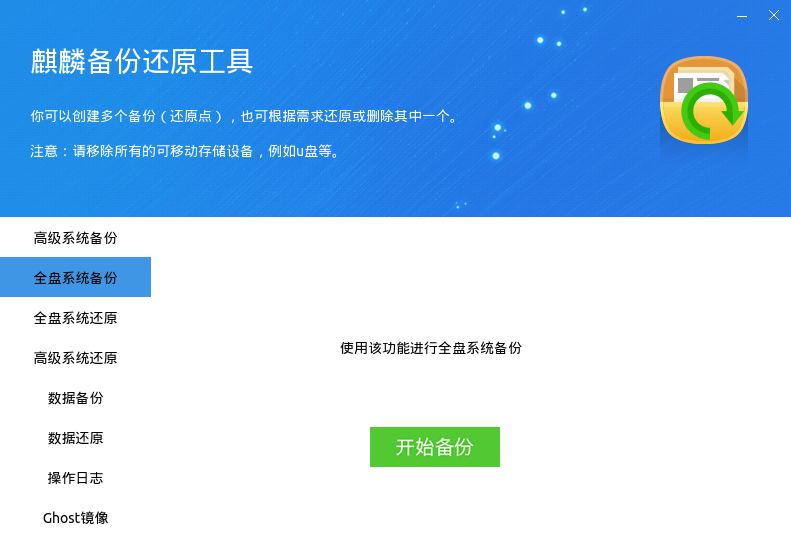 麒麟备份还原工具
你可以创建多个备份（还原点），也可根据需求还原或删除其中一个。
注意：请移除所有的可移动存储设备，例如u盘等。
高级系统备份
全盘系统备份
全盘系统还原
高级系统还原
数据备份
数据还原
操作日志
Ghost镜像
使用该功能进行全盘系统备份
开始备份